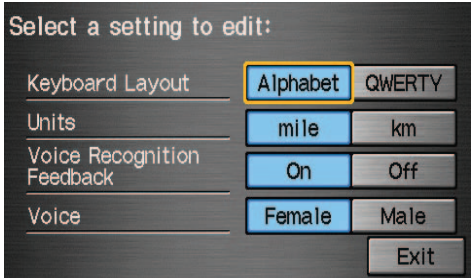 Select a setting to edit:
Keyboard Layout Alphabet QWERTY
Units mile km
Voice Recognition
Feedback On Off
Voice Female Male
Exit